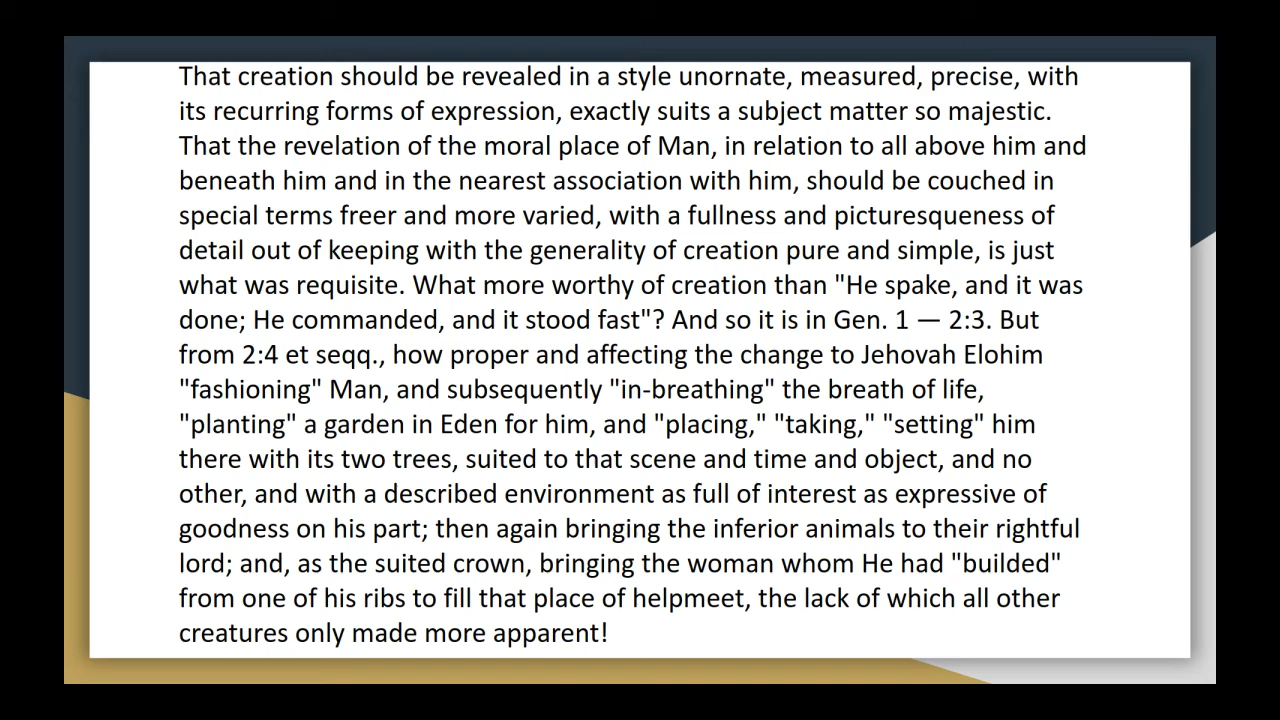 That creation should be revealed in a style unornate, measured, precise, with
its recurring forms of expression, exactly suits a subject matter so majestic.
That the revelation of the moral place of Man, in relation to all above him and
beneath him and in the nearest association with him, should be couched in
special terms freer and more varied, with a fullness and picturesqueness of
detail out of keeping with the generality of creation pure and simple, is just
what was requisite. What more worthy of creation than "He spake, and it was
done; He commanded, and it stood fast"? And so it is in Gen. 1 — 2:3. But
from 2:4 et seqq., how proper and affecting the change to Jehovah Elohim
"fashioning" Man, and subsequently "in-breathing" the breath of life,
"planting" a garden in Eden for him, and "placing," "taking," "setting" him
there with its two trees, suited to that scene and time and object, and no
other, and with a described environment as full of interest as expressive of
goodness on his part; then again bringing the inferior animals to their rightful
lord; and, as the suited crown, bringing the woman whom He had "builded"
from one of his ribs to fill that place of helpmeet, the lack of which all other
creatures only made more apparent!